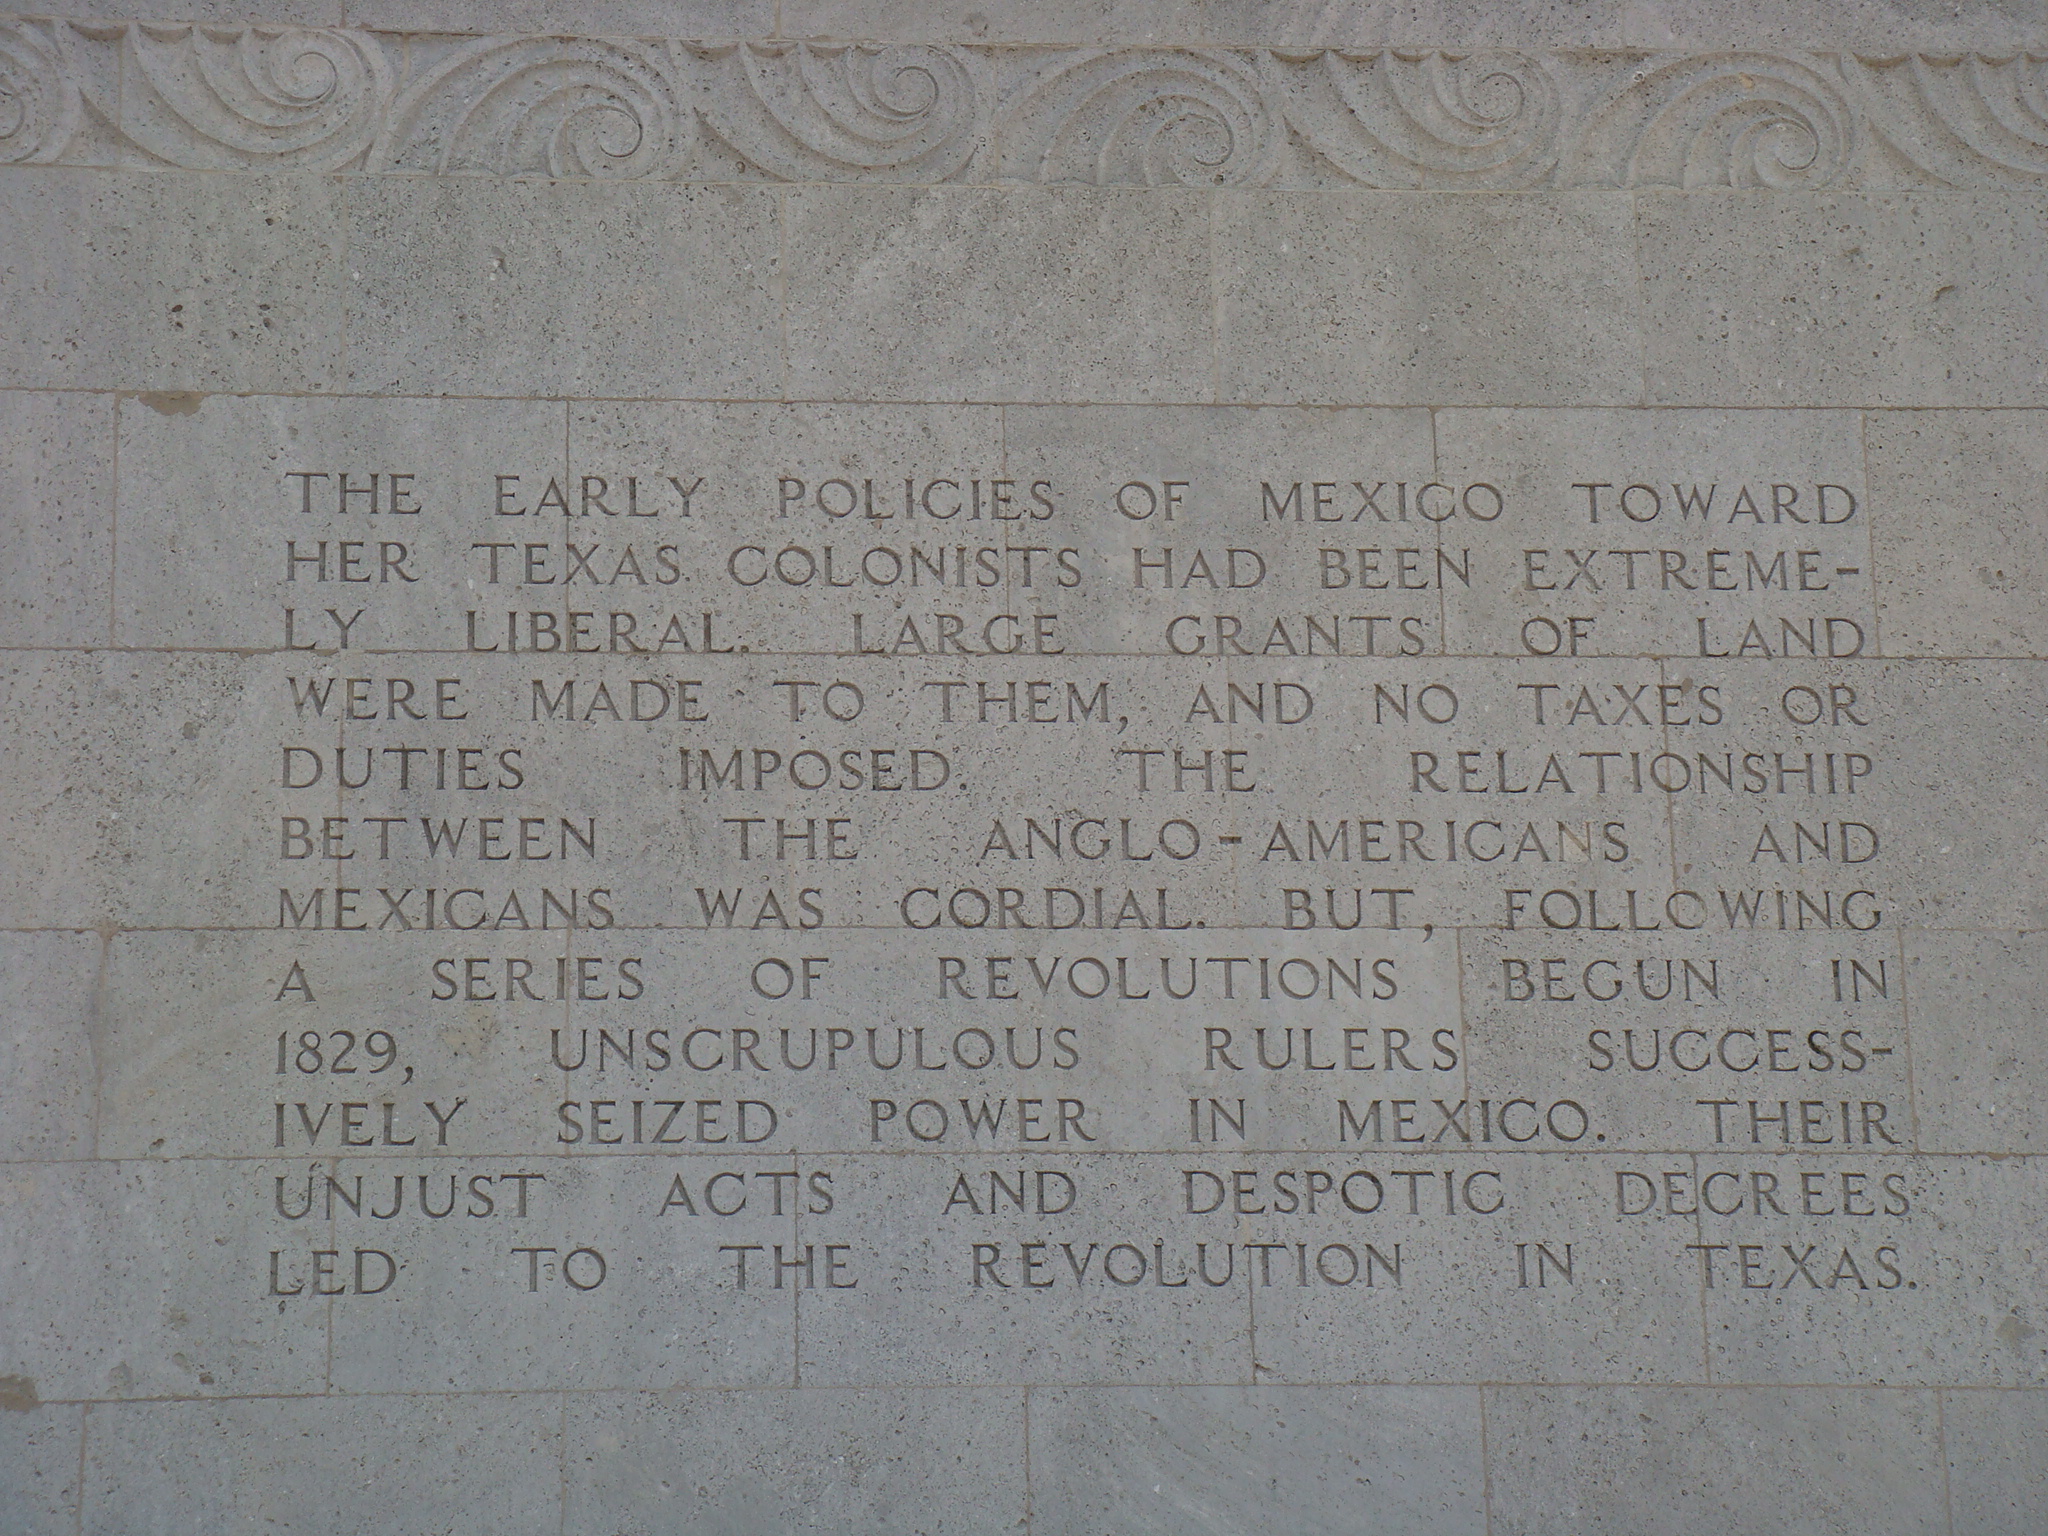 THE EARLY POLICIES OF MEXICO TOWARD
HER TEXAS COLONISTS HAD BEEN EXTREME-
LY LIBERAL. LARGE GRANTS OF LAND
WERE MADE TO THEM, AND NO TAXES OR
DUTIES IMPOSED. THE RELATIONSHIP
BETWEEN THE ANGLO-AMERICANS AND
MEXICANS WAS CORDIAL. BUT, FOLLOWING
A SERIES OF REVOLUTIONS BEGUN IN
1829, UNSCRUPULOUS RULERS SUCCESS-
IVELY SEIZED POWER IN MEXICO. THEIR
UNJUST ACTS AND DESPOTIC DECREES
LED TO THE REVOLUTION IN TEXAS.